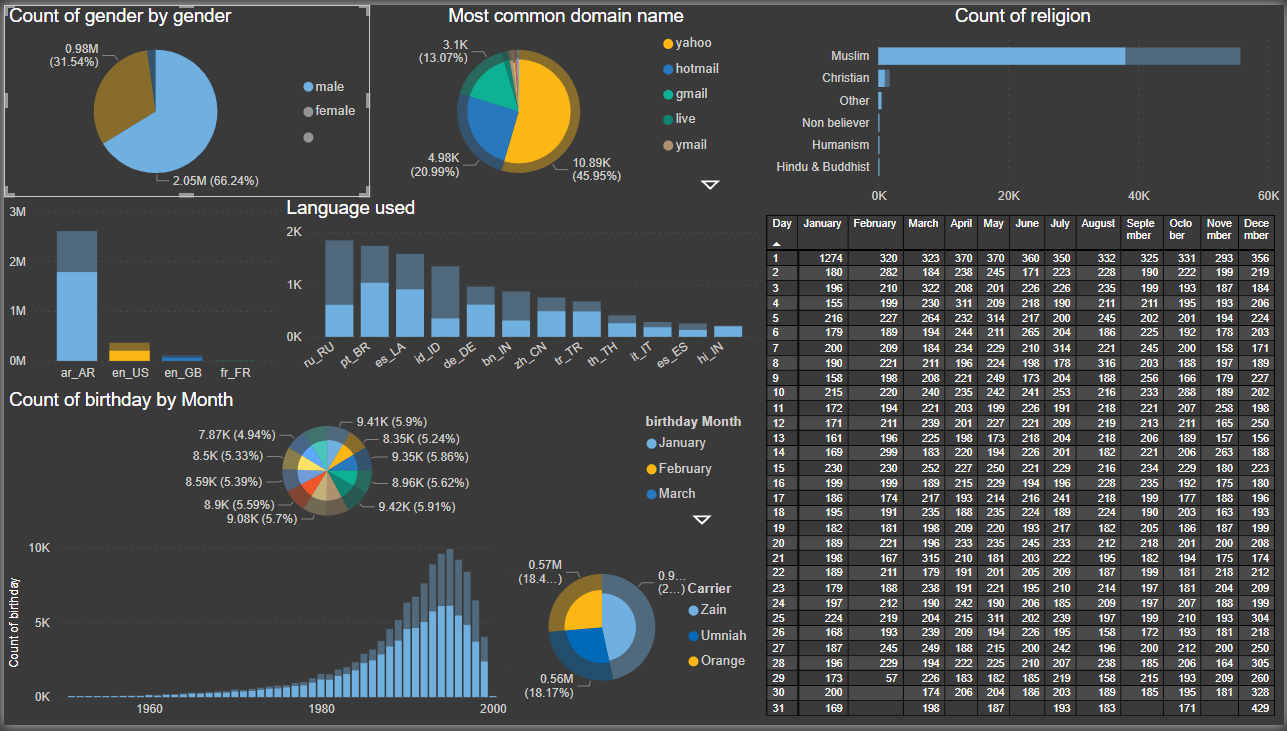 Count of gender by gender
0.98M
(31.54%)
2.05M (66.24%)
male
female
Most common domain name
3.1K
(13.07%)
4.98K
(20.99%)
10.89K
(45.95%)
yahoo
hotmail
gmail
live
ymail
Count of religion
Muslim
Christian
Other
Non believer
Humanism
Hindu & Buddhist
0K 20K 40K 60K
3M
2M
1M
0M
ar_AR en_US en_GB fr_FR
Language used
2K
1K
0K
ru_RU pt_BR es_LA id_ID de_DE bn_IN zh_CN tr_TR th_TH it_IT es_ES hi_IN
Count of birthday by Month
9.41K (5.9%)
8.35K (5.24%)
9.35K (5.86%)
8.96K (5.62%)
9.42K (5.91%)
9.08K (5.7%)
8.9K (5.59%)
8.59K (5.39%)
8.5K (5.33%)
7.87K (4.94%)
birthday Month
January
February
March
Count of birthday
10K
5K
0K
1960 1980 2000
0.57M
(18.4...)
0.9...
(2...)
0.56M
(18.17%)
Carrier
Zain
Umniah
Orange
Day January February March April May June July August Septe Octo Nove Dece
mber ber mber mber
1 1274 320 323 370 370 360 350 332 325 331 293 356
2 180 282 184 238 245 171 223 228 190 222 199 219
3 196 210 322 208 201 226 226 235 199 193 187 184
4 155 199 230 311 209 218 190 211 211 195 193 206
5 216 227 264 232 314 217 200 245 202 201 194 224
6 179 189 194 244 211 265 204 186 225 192 178 203
7 200 209 184 234 229 210 314 221 245 200 158 171
8 190 221 211 196 224 198 178 316 203 188 197 189
9 158 198 208 221 249 173 204 188 256 166 179 227
10 215 220 240 235 242 241 253 216 233 288 189 202
11 172 194 221 203 199 226 191 218 221 207 258 198
12 171 211 239 201 227 221 209 219 213 211 165 250
13 161 196 225 198 173 218 204 218 206 189 157 156
14 169 299 183 220 194 226 201 182 221 206 263 188
15 230 230 252 227 250 221 229 216 234 229 180 223
16 199 199 189 215 229 194 196 228 235 192 175 180
17 186 174 217 193 214 216 241 218 199 177 188 196
18 195 191 235 188 235 224 189 224 190 203 163 193
19 182 181 198 209 220 193 217 182 205 186 187 199
20 189 221 196 233 235 245 233 212 218 201 200 208
21 198 167 315 210 181 203 222 195 182 194 175 174
22 189 211 179 191 201 205 209 187 199 181 218 212
23 179 188 238 191 221 195 210 214 197 181 204 209
24 197 212 190 242 190 206 185 209 197 207 188 199
25 224 219 204 215 311 202 239 197 199 210 193 304
26 168 193 239 209 194 226 195 158 172 193 181 218
27 187 245 249 188 215 200 242 196 200 212 200 250
28 196 229 194 222 225 210 207 238 185 206 164 305
29 173 57 226 183 182 185 219 158 215 193 209 260
30 200 174 206 204 186 203 189 185 195 181 328
31 169 198 187 193 183 171 429